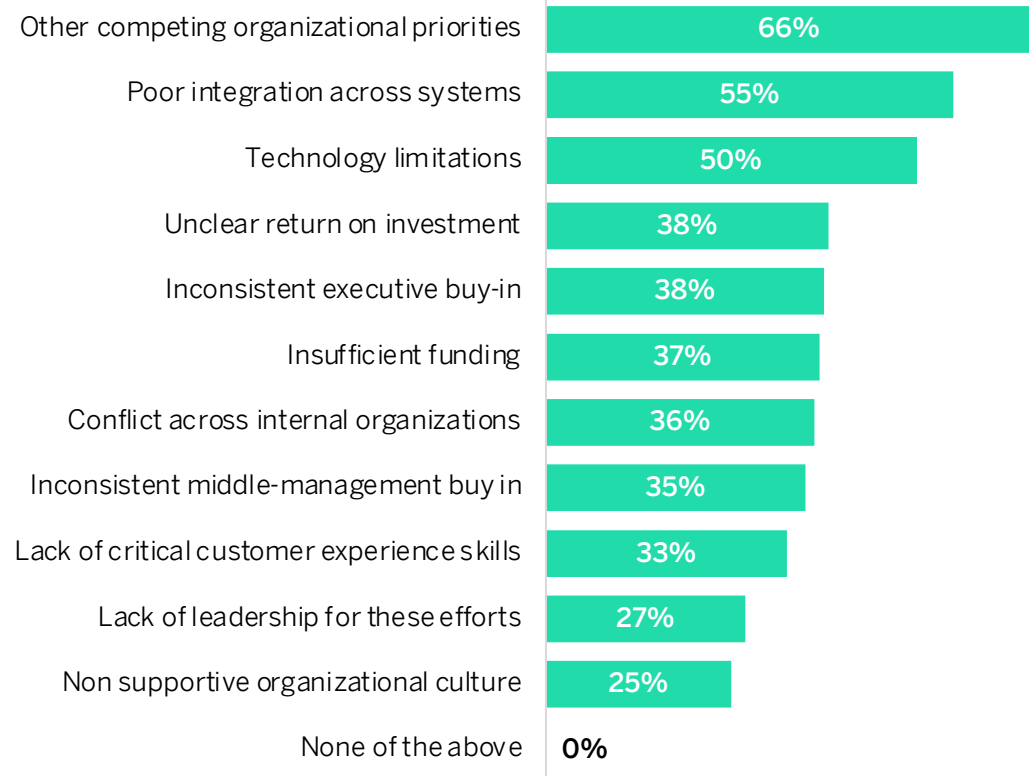 Other competing organizational priorities 66%
Poor integration across systems 55%
Technology limitations 50%
Unclear return on investment 38%
Inconsistent executive buy-in 38%
Insufficient funding 37%
Conflict across internal organizations 36%
Inconsistent middle-management buy in 35%
Lack of critical customer experience skills 33%
Lack of leadership for these efforts 27%
Non supportive organizational culture 25%
None of the above 0%